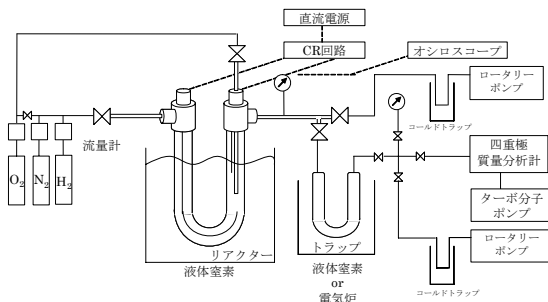 直流電源
CR回路
オシロスコープ
ロータリー
ポンプ
コールドトラップ
流量計
O2
N2
H2
四重極
質量分析計
ターボ分子
ポンプ
リアクター
液体窒素
トラップ
液体窒素
or
電気炉
ロータリー
ポンプ
コールドトラップ